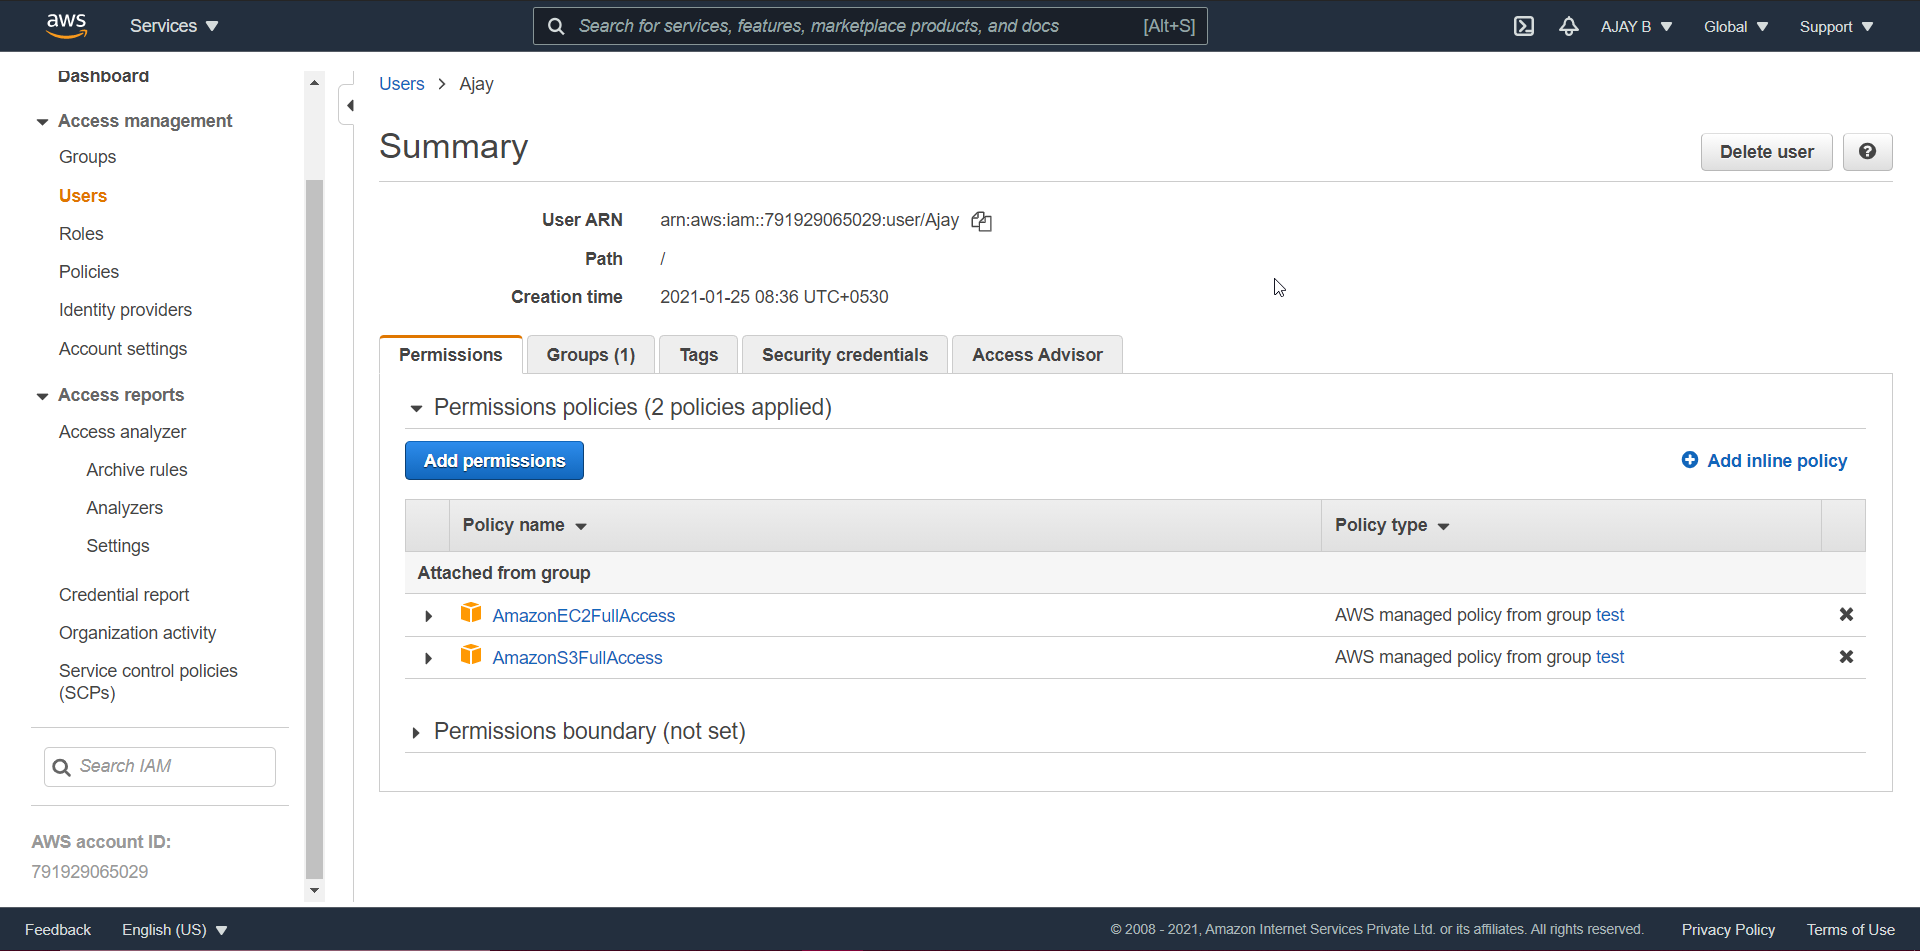 aws
Services
Search for services, features, marketplace products, and docs [Alt+S]
AJAY B
Global
Support
Dashboard
Access management
Groups
Users
Roles
Policies
Identity providers
Account settings
Access reports
Access analyzer
Archive rules
Analyzers
Settings
Credential report
Organization activity
Service control policies
(SCPs)
Search IAM
AWS account ID:
791929065029
Users > Ajay
Summary
Delete user
User ARN arn:aws:iam::791929065029:user/Ajay
Path /
Creation time 2021-01-25 08:36 UTC+0530
Permissions
Groups (1)
Tags
Security credentials
Access Advisor
Permissions policies (2 policies applied)
Add permissions
Add inline policy
Policy name Policy type
Attached from group
AmazonEC2FullAccess AWS managed policy from group test
AmazonS3FullAccess AWS managed policy from group test
Permissions boundary (not set)
Feedback
English (US)
© 2008 - 2021, Amazon Internet Services Private Ltd. or its affiliates. All rights reserved.
Privacy Policy
Terms of Use